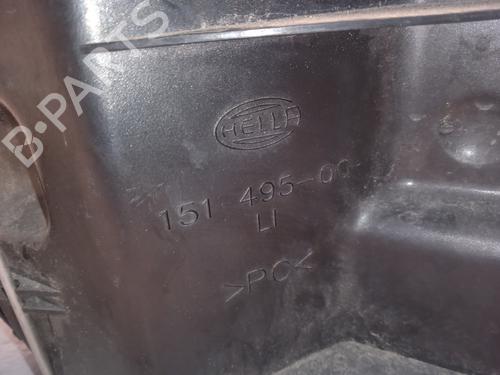 B-PARTS
HELLA
151 495-00
LI
>PC<